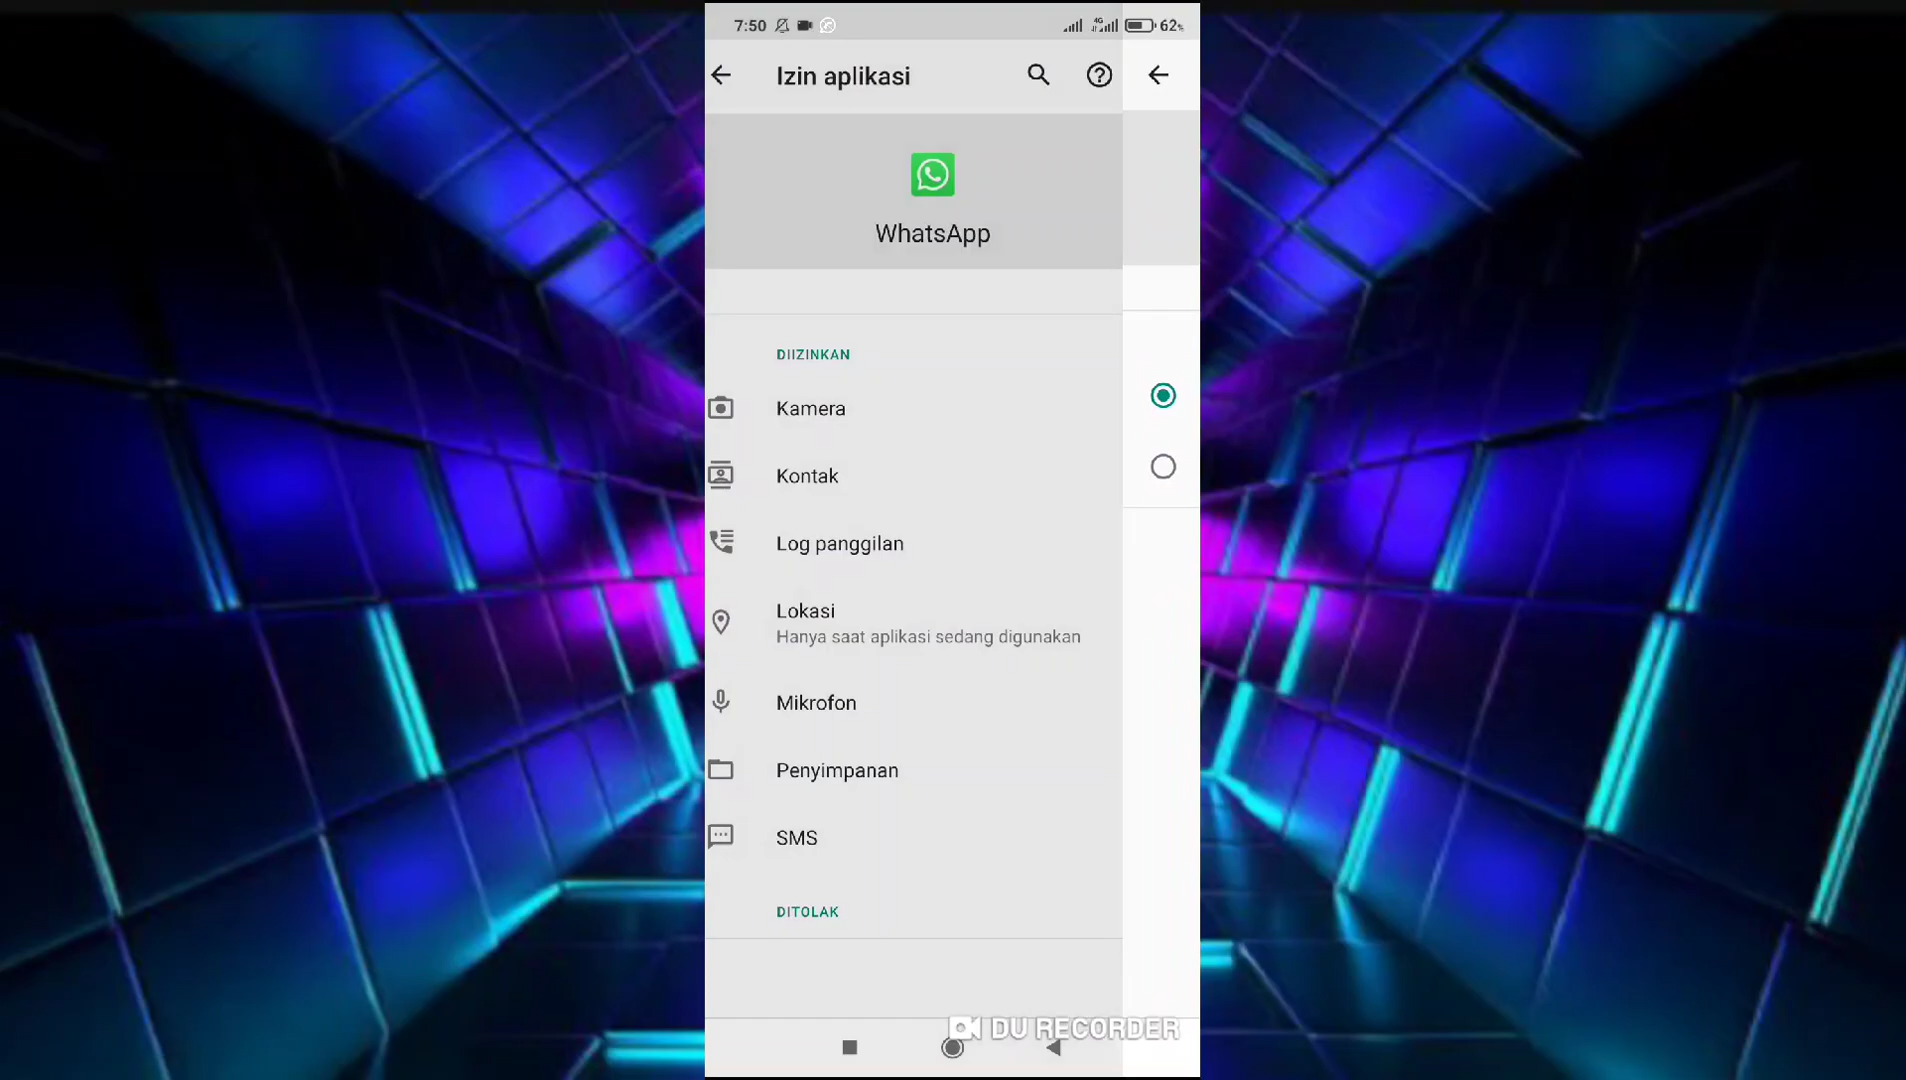 7:50 4G 62%
Izin aplikasi
WhatsApp
DIIZINKAN
Kamera
Kontak
Log panggilan
Lokasi
Hanya saat aplikasi sedang digunakan
Mikrofon
Penyimpanan
SMS
DITOLAK
DU RECORDER